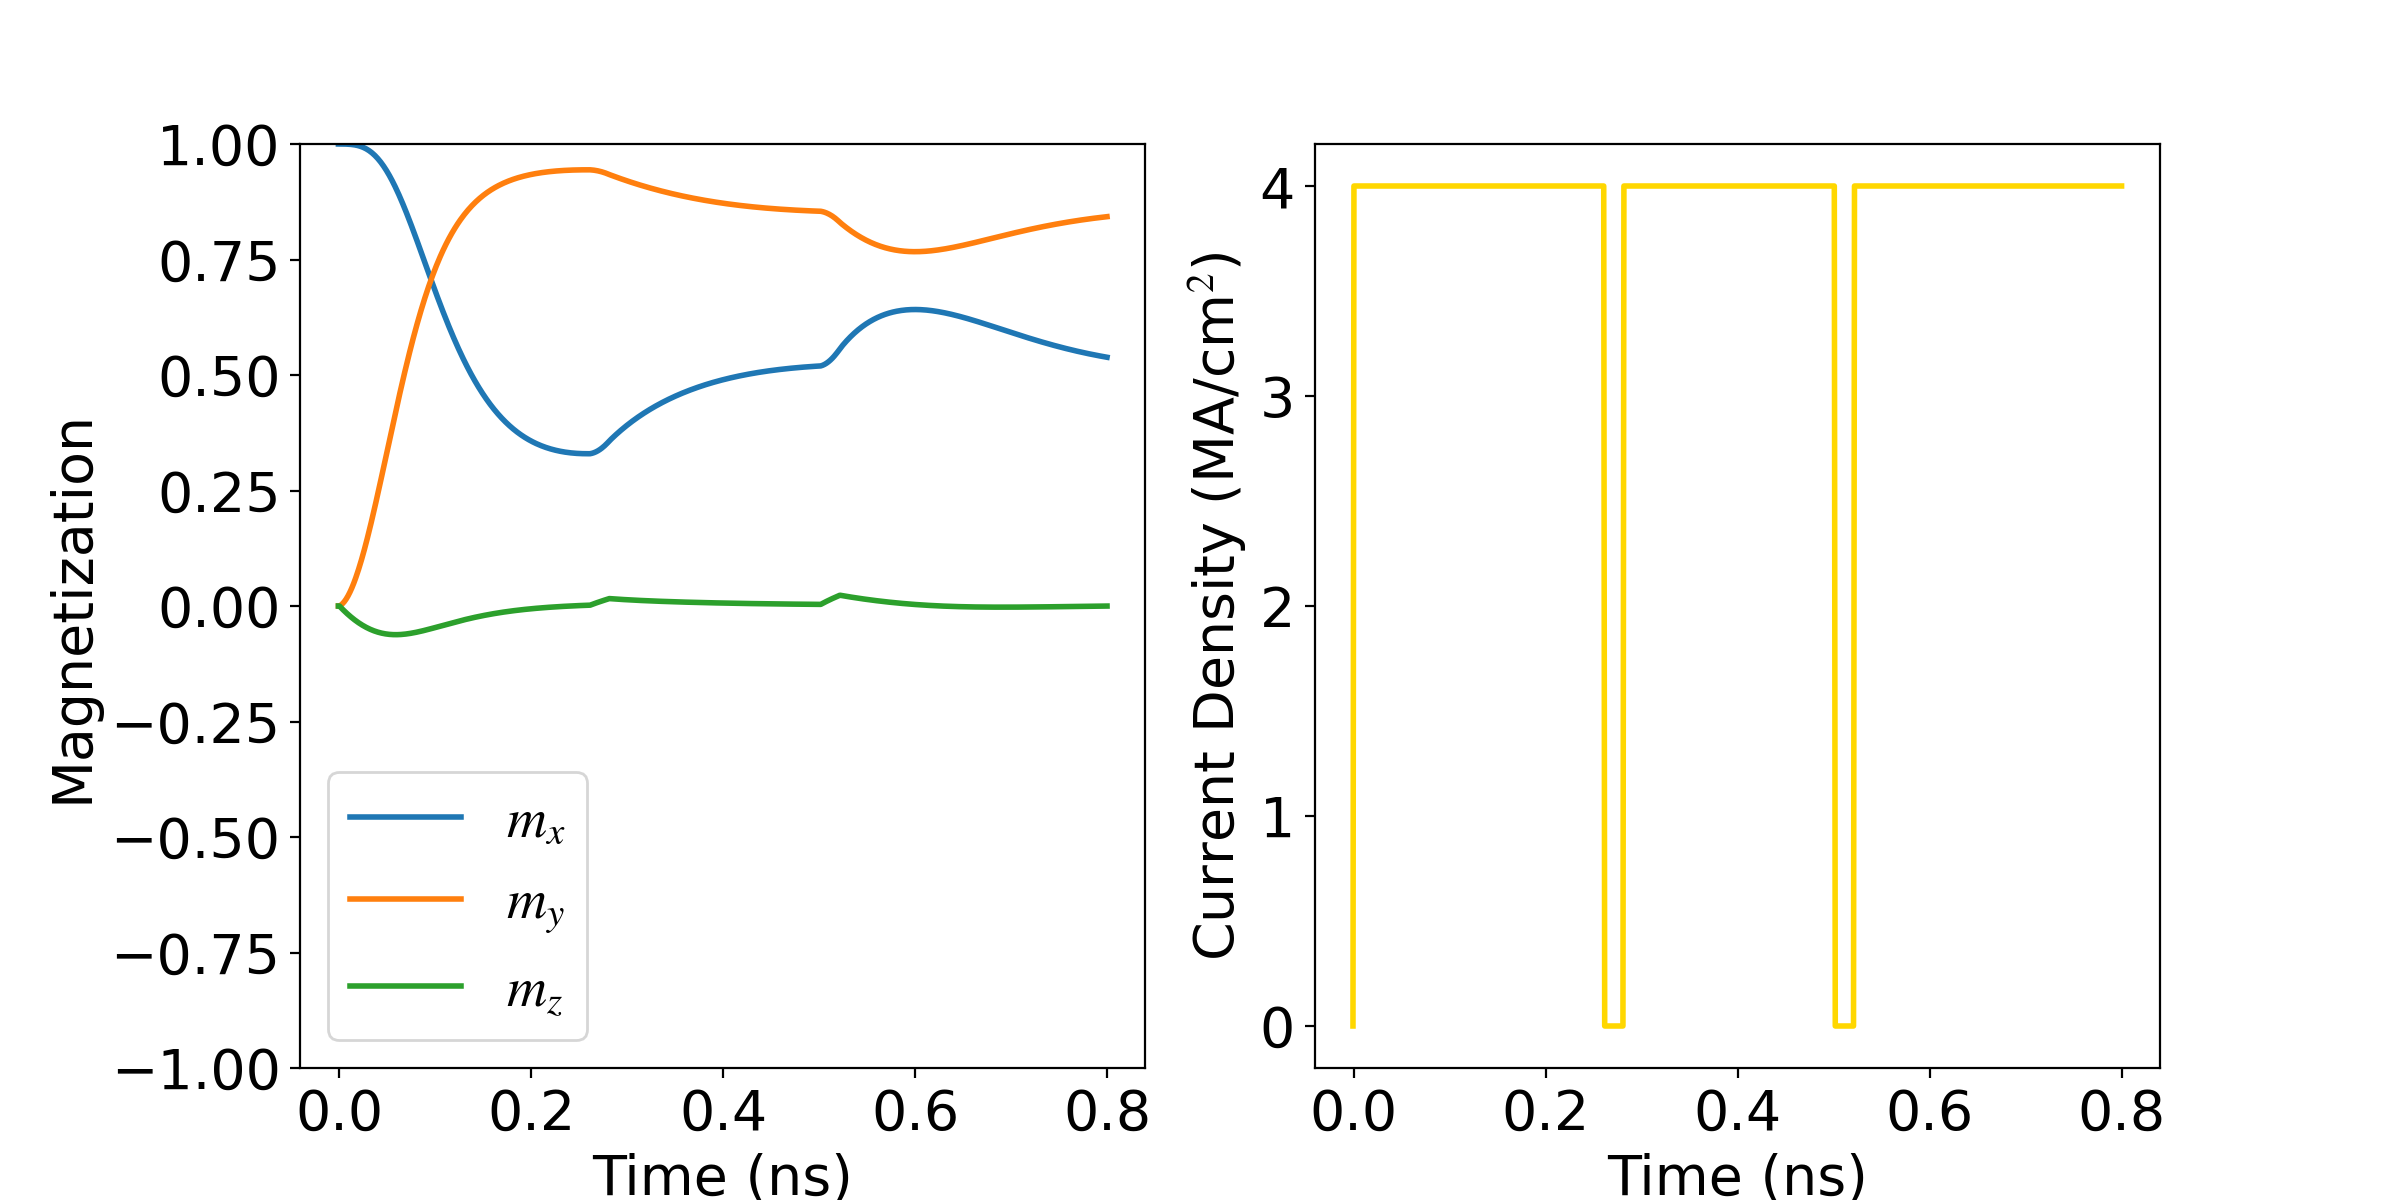 1.00
0.75
0.50
0.25
0.00
−0.25
−0.50
−0.75
−1.00
Magnetization
m_x
m_y
m_z
0.0 0.2 0.4 0.6 0.8
Time (ns)
4
3
2
1
0
Current Density (MA/cm²)
0.0 0.2 0.4 0.6 0.8
Time (ns)